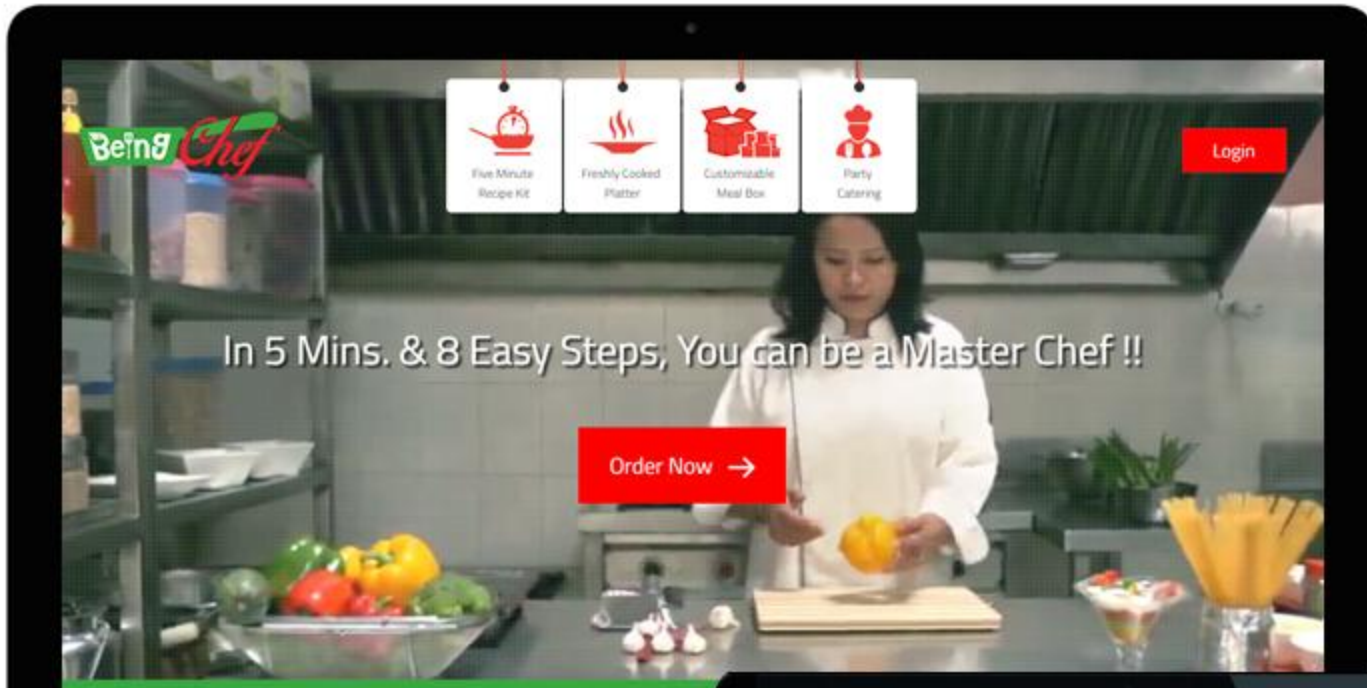 Being Chef
Five Minute
Recipe Kit
Freshly Cooked
Platter
Customizable
Meal Box
Party
Catering
Login
In 5 Mins. & 8 Easy Steps, You can be a Master Chef !!
Order Now